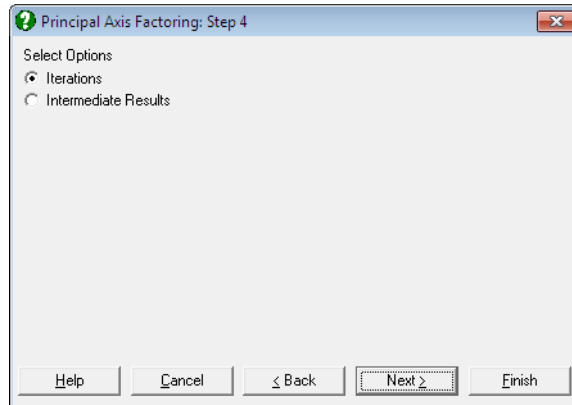 Principal Axis Factoring: Step 4
Select Options
Iterations
Intermediate Results
Help Cancel < Back Next > Finish